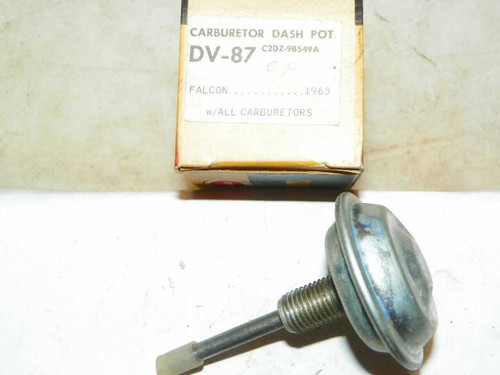 CARBURETOR DASH POT
DV-87 C2DZ-9B549A
FALCON............1963
w/ALL CARBURETORS